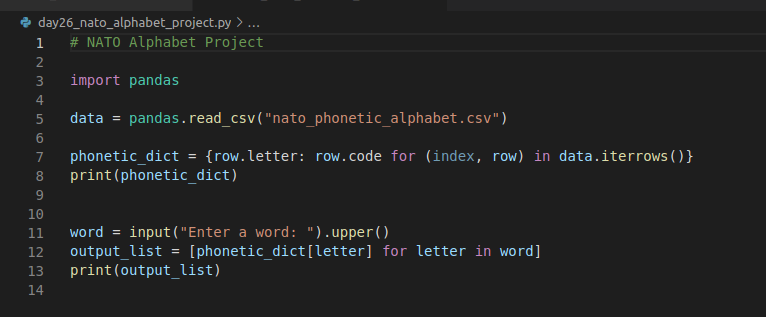 day26_nato_alphabet_project.py > ...
1 # NATO Alphabet Project
2
3 import pandas
4
5 data = pandas.read_csv("nato_phonetic_alphabet.csv")
6
7 phonetic_dict = {row.letter: row.code for (index, row) in data.iterrows()}
8 print(phonetic_dict)
9
10
11 word = input("Enter a word: ").upper()
12 output_list = [phonetic_dict[letter] for letter in word]
13 print(output_list)
14